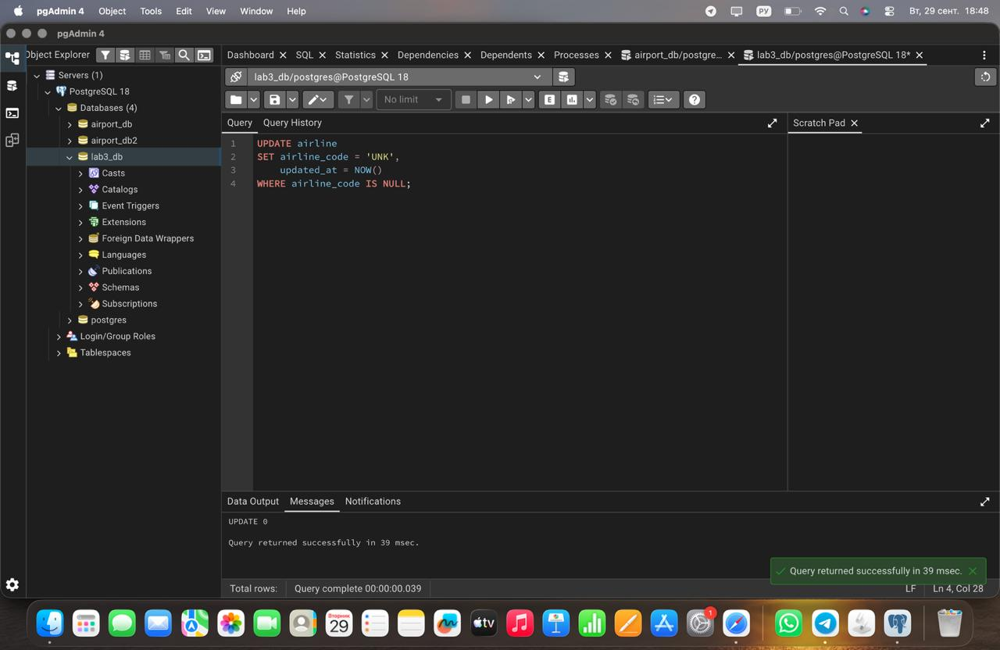 pgAdmin 4 Object Tools Edit View Window Help РУ Вт, 29 сент. 18:48
pgAdmin 4
Object Explorer
Dashboard SQL Statistics Dependencies Dependents Processes airport_db/postgre... lab3_db/postgres@PostgreSQL 18*
Servers (1)
PostgreSQL 18
Databases (4)
airport_db
airport_db2
lab3_db
Casts
Catalogs
Event Triggers
Extensions
Foreign Data Wrappers
Languages
Publications
Schemas
Subscriptions
postgres
Login/Group Roles
Tablespaces
lab3_db/postgres@PostgreSQL 18
No limit
E
Query Query History
Scratch Pad
1 UPDATE airline
2 SET airline_code = 'UNK',
3 updated_at = NOW()
4 WHERE airline_code IS NULL;
Data Output Messages Notifications
UPDATE 0
Query returned successfully in 39 msec.
Query returned successfully in 39 msec.
Total rows: Query complete 00:00:00.039 LF Ln 4, Col 28
Вторник
29
tv
1